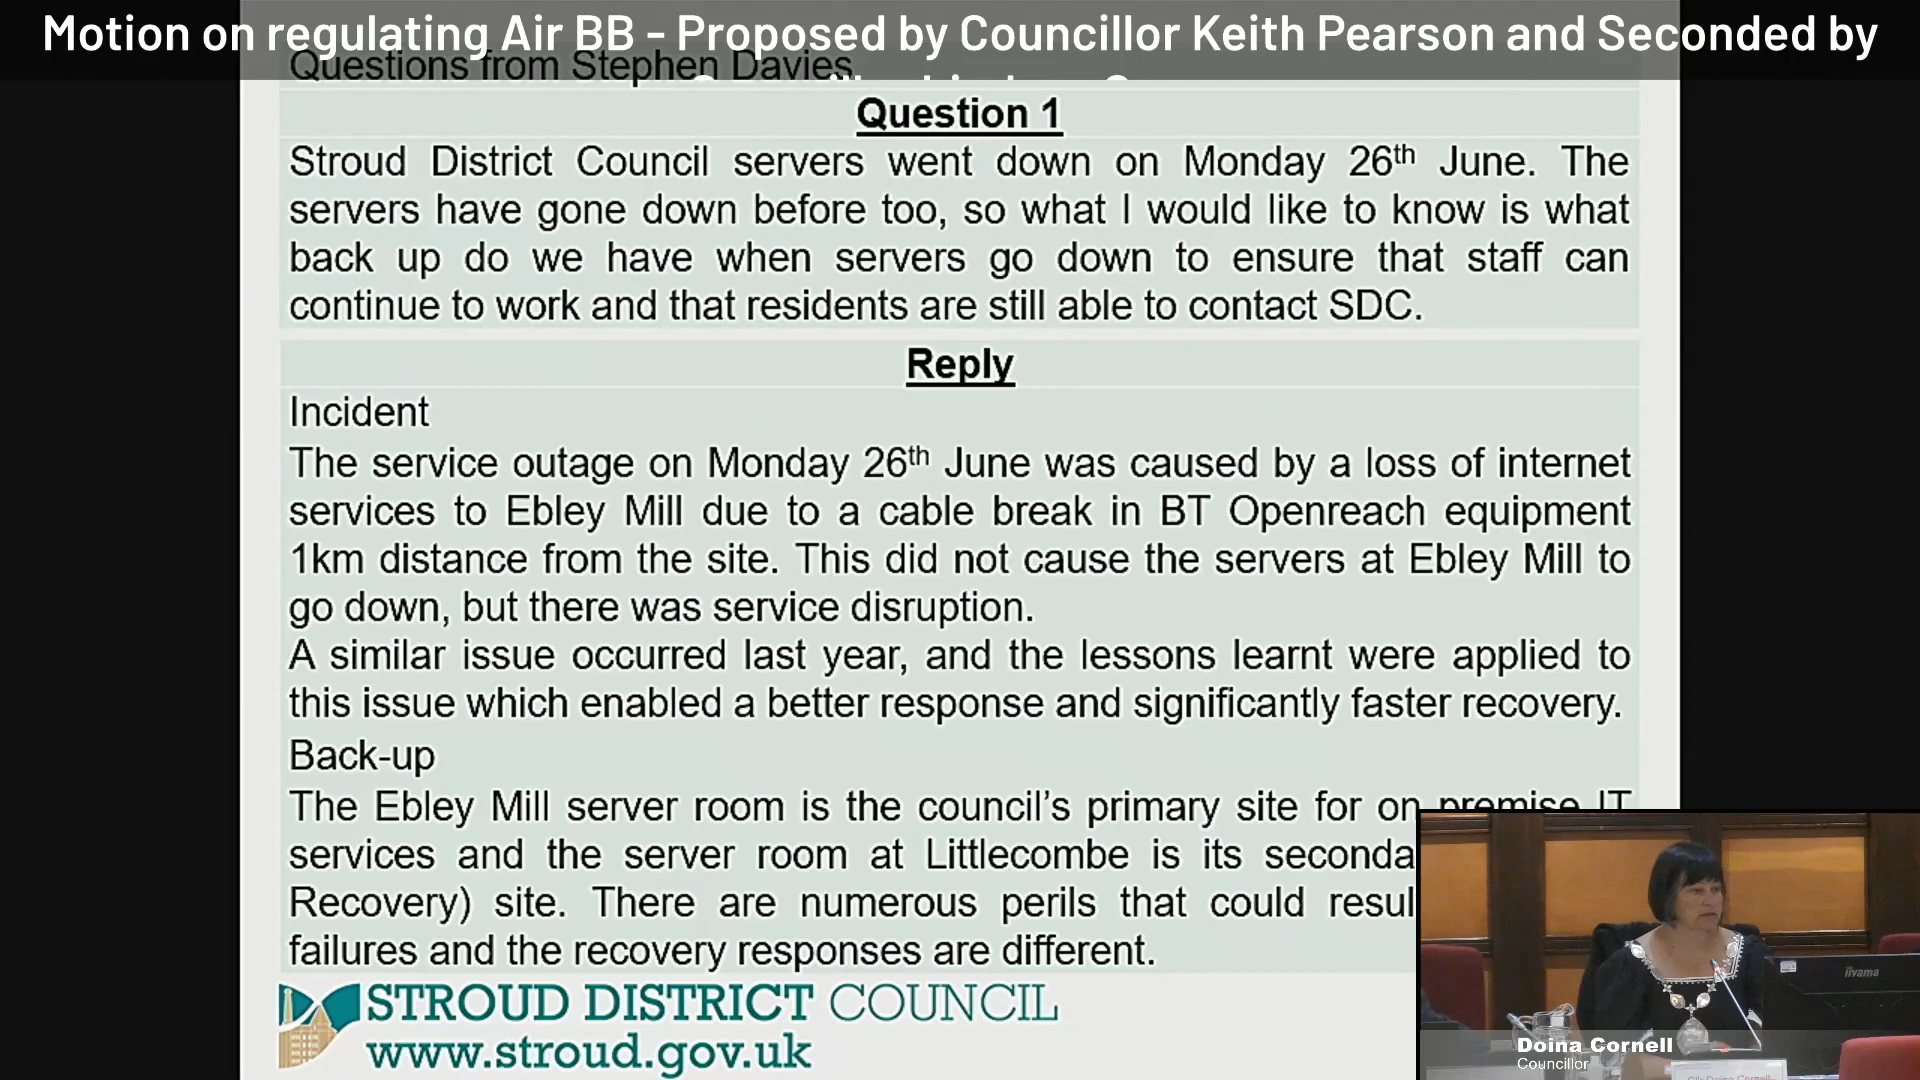 Motion on regulating Air BB - Proposed by Councillor Keith Pearson and Seconded by
Questions from Stephen Davies
Question 1
Stroud District Council servers went down on Monday 26th June. The
servers have gone down before too, so what I would like to know is what
back up do we have when servers go down to ensure that staff can
continue to work and that residents are still able to contact SDC.
Reply
Incident
The service outage on Monday 26th June was caused by a loss of internet
services to Ebley Mill due to a cable break in BT Openreach equipment
1km distance from the site. This did not cause the servers at Ebley Mill to
go down, but there was service disruption.
A similar issue occurred last year, and the lessons learnt were applied to
this issue which enabled a better response and significantly faster recovery.
Back-up
The Ebley Mill server room is the council's primary site for on premise IT
services and the server room at Littlecombe is its seconda
Recovery) site. There are numerous perils that could resul
failures and the recovery responses are different.
STROUD DISTRICT COUNCIL
www.stroud.gov.uk
iiyama
Doina Cornell
Councillor
Cllr Doina Cornell